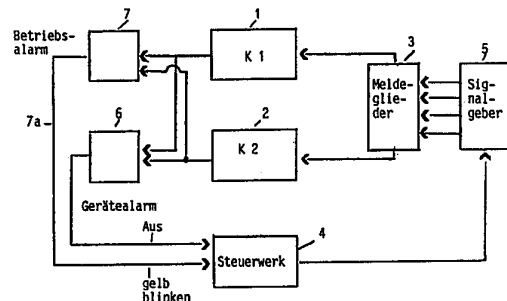 7
1
Betriebs-
alarm
K 1
3
5
Melde-
glie-
der
Sig-
nal-
geber
7a
6
2
K 2
Gerätealarm
Aus
4
Steuerwerk
gelb
blinken